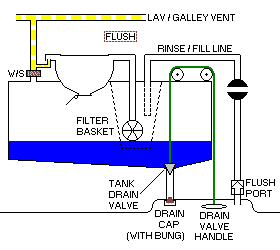 LAV / GALLEY VENT
FLUSH
RINSE / FILL LINE
W/S
FILTER
BASKET
TANK
DRAIN
VALVE
FLUSH
PORT
DRAIN
CAP
(WITH BUNG)
DRAIN
VALVE
HANDLE